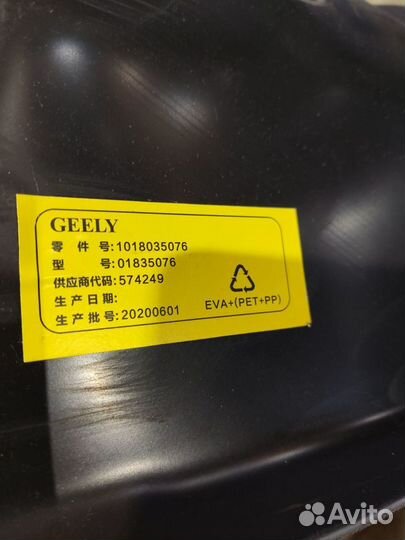 GEELY
零 件 号:1018035076
型 号:01835076
供应商代码:574249
生 产 日 期:
生 产 批 号:20200601
EVA+(PET+PP)
Avito